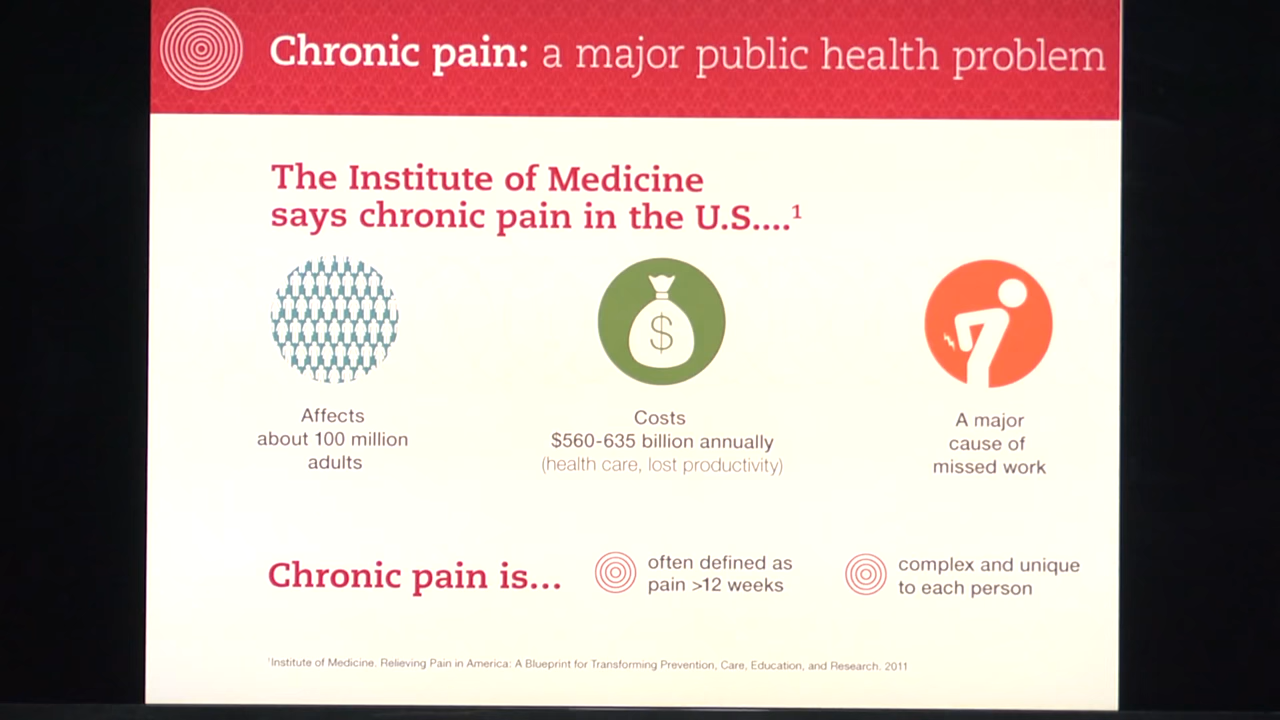 Chronic pain: a major public health problem
The Institute of Medicine
says chronic pain in the U.S....¹
$
Affects
about 100 million
adults
Costs
$560-635 billion annually
(health care, lost productivity)
A major
cause of
missed work
Chronic pain is...
often defined as
pain >12 weeks
complex and unique
to each person
¹Institute of Medicine. Relieving Pain in America: A Blueprint for Transforming Prevention, Care, Education, and Research. 2011